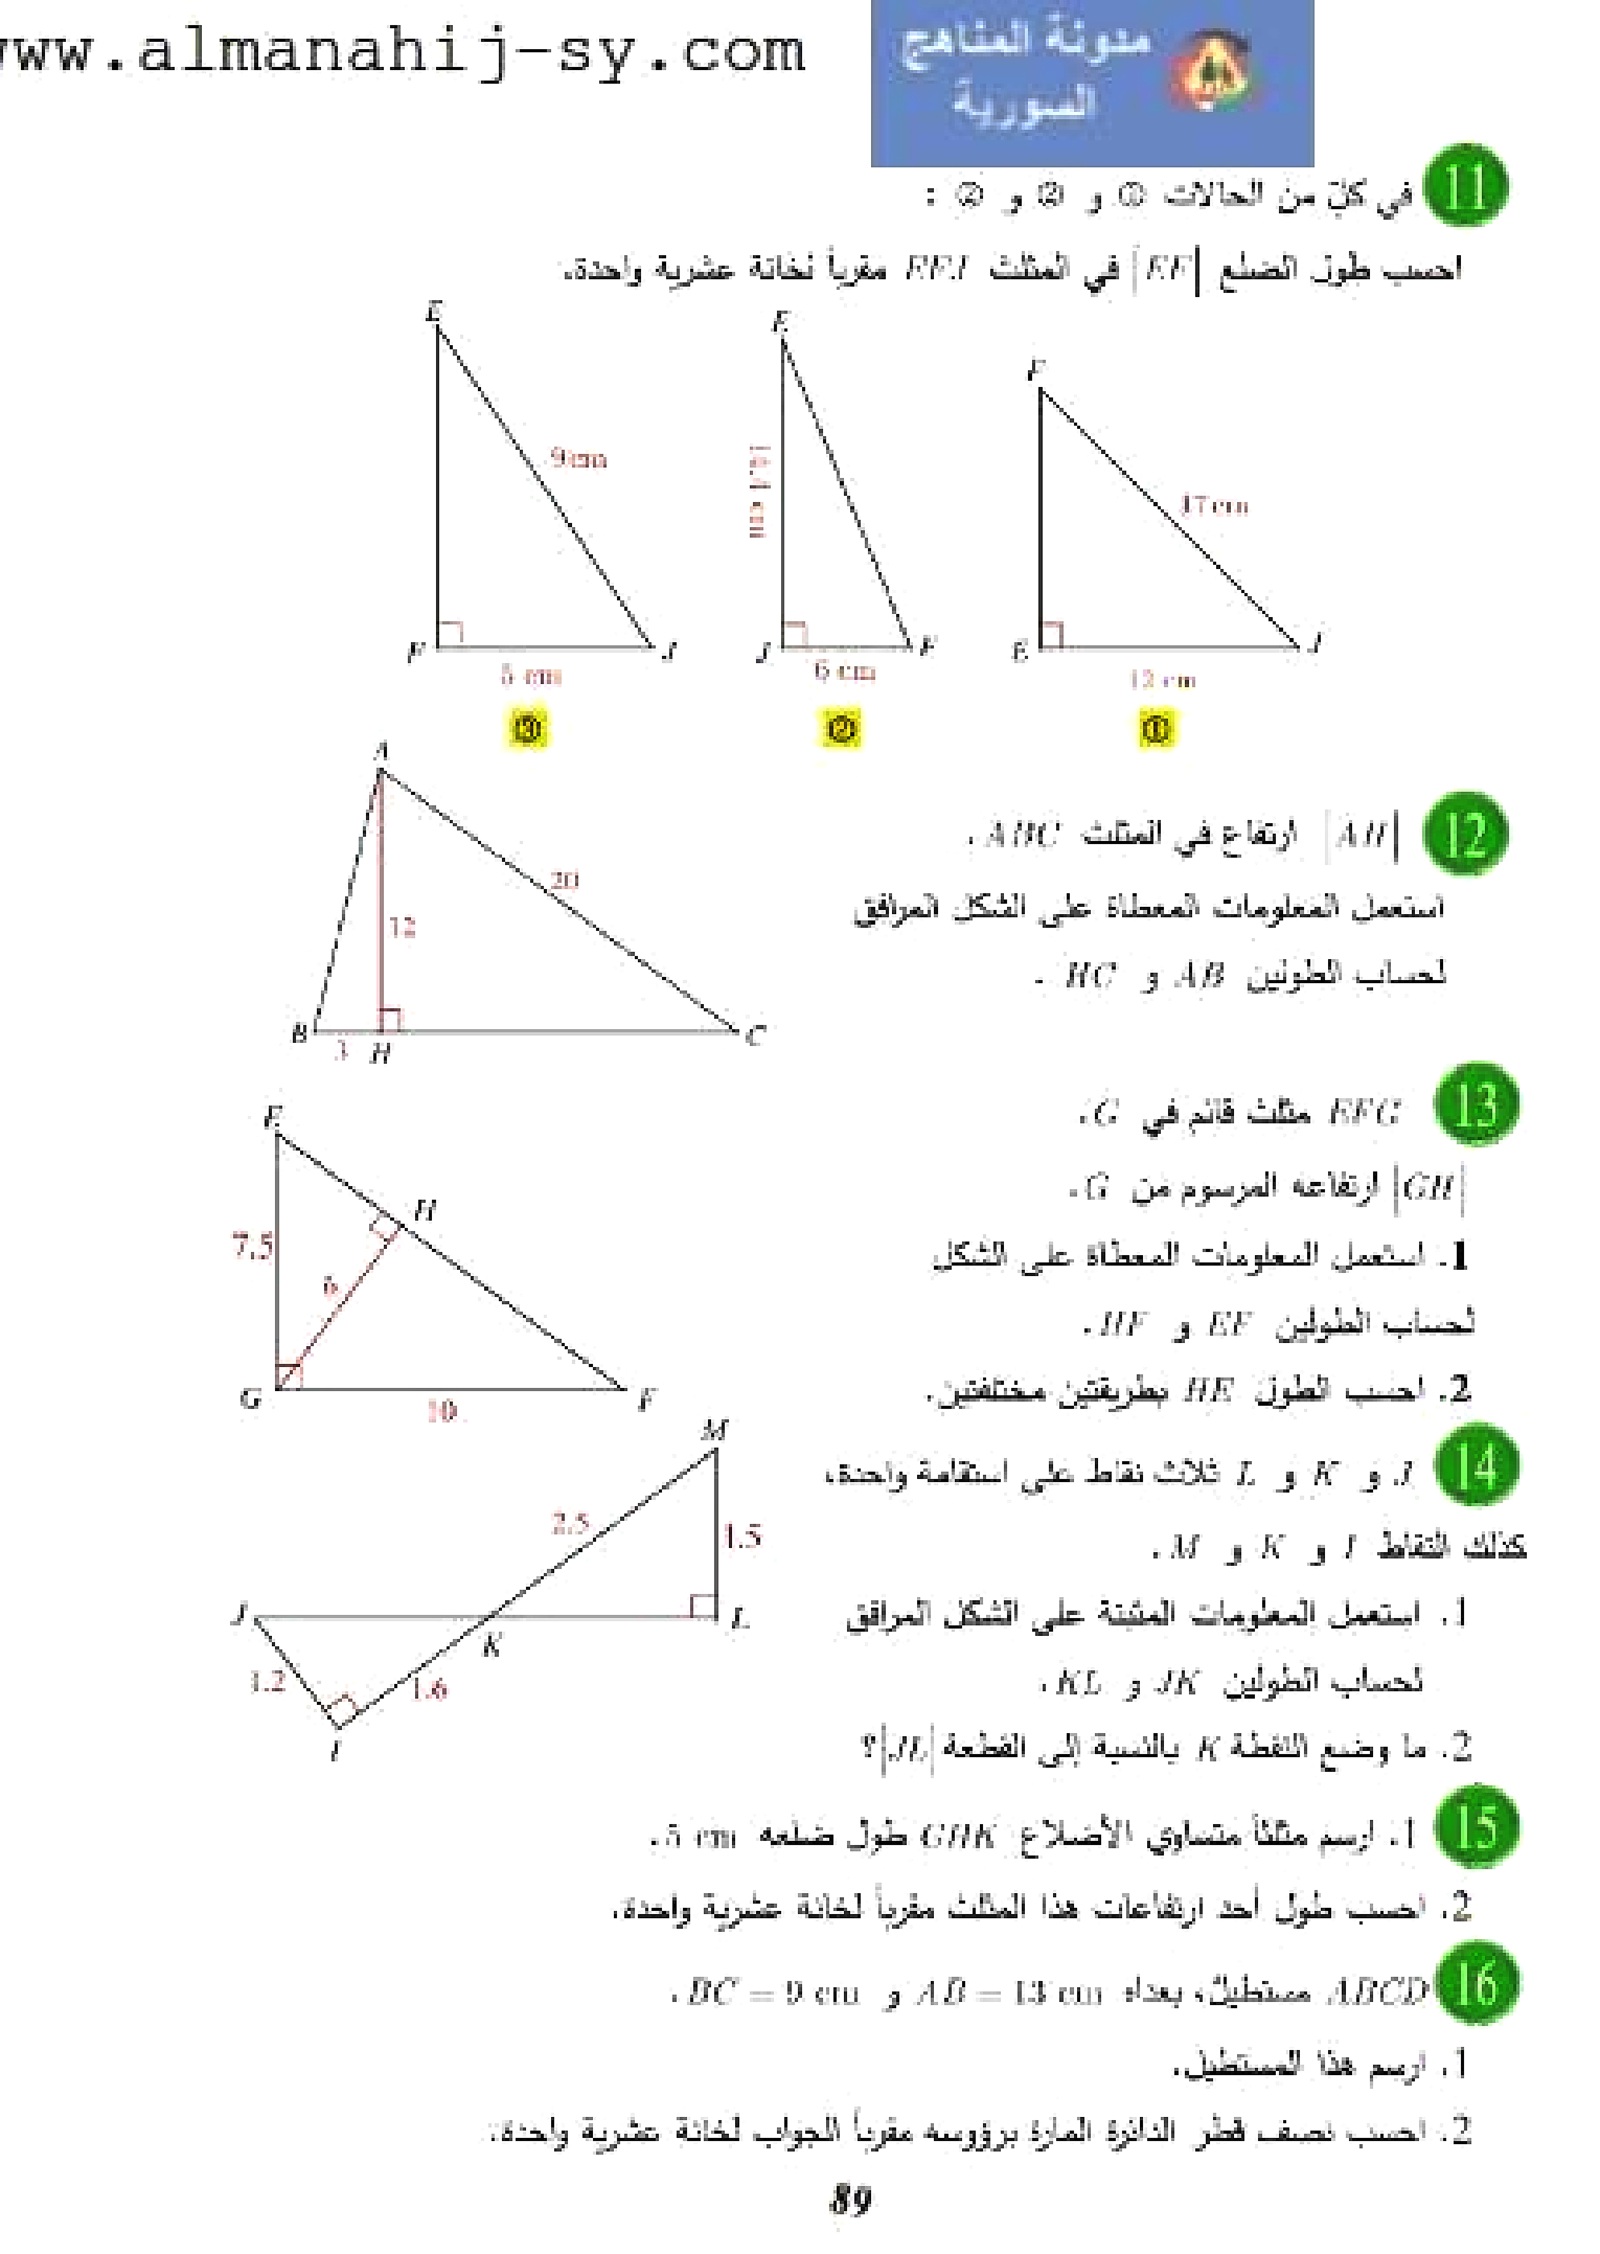 www.almanahij-sy.com
مدونة المناهج
السورية
11 في كلّ من الحالات ① و ② و ② :
احسب طول الضلع [EF] في المثلث EFJ مقرباً لخانة عشرية واحدة.
E
E
F
9 cm
17 cm
F
J
J
F
E
J
5 cm
6 cm
12 cm
③
②
①
12 [AH] ارتفاع في المثلث ABC.
استعمل المعلومات المعطاة على الشكل المرافق
لحساب الطولين AB و HC .
A
20
12
B
3
H
C
13 EFG مثلث قائم في G.
[GH] ارتفاعه المرسوم من G.
1. استعمل المعلومات المعطاة على الشكل
لحساب الطولين EF و HF.
2. احسب الطول HE بطريقتين مختلفتين.
E
H
7.5
6
G
10
F
14 J و K و L ثلاث نقاط على استقامة واحدة،
كذلك النقاط I و K و M.
1. استعمل المعلومات المثبتة على الشكل المرافق
لحساب الطولين JK و KL.
2. ما وضع النقطة K بالنسبة إلى القطعة [JL]؟
M
2.5
1.5
J
K
L
1.2
1.6
I
15 1. ارسم مثلثاً متساوي الأضلاع GHK طول ضلعه 5 cm.
2. احسب طول أحد ارتفاعات هذا المثلث مقرباً لخانة عشرية واحدة.
16 ABCD مستطيل، بعداه AB = 13 cm و BC = 9 cm.
1. ارسم هذا المستطيل.
2. احسب نصف قطر الدائرة المارة برؤوسه مقرباً الجواب لخانة عشرية واحدة.
89